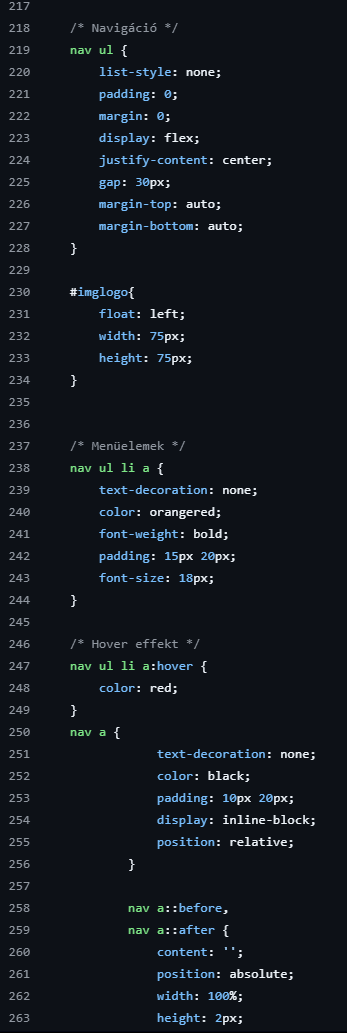 217
218 /* Navigáció */
219 nav ul {
220 list-style: none;
221 padding: 0;
222 margin: 0;
223 display: flex;
224 justify-content: center;
225 gap: 30px;
226 margin-top: auto;
227 margin-bottom: auto;
228 }
229
230 #imglogo{
231 float: left;
232 width: 75px;
233 height: 75px;
234 }
235
236
237 /* Menüelemek */
238 nav ul li a {
239 text-decoration: none;
240 color: orangered;
241 font-weight: bold;
242 padding: 15px 20px;
243 font-size: 18px;
244 }
245
246 /* Hover effekt */
247 nav ul li a:hover {
248 color: red;
249 }
250 nav a {
251 text-decoration: none;
252 color: black;
253 padding: 10px 20px;
254 display: inline-block;
255 position: relative;
256 }
257
258 nav a::before,
259 nav a::after {
260 content: '';
261 position: absolute;
262 width: 100%;
263 height: 2px;